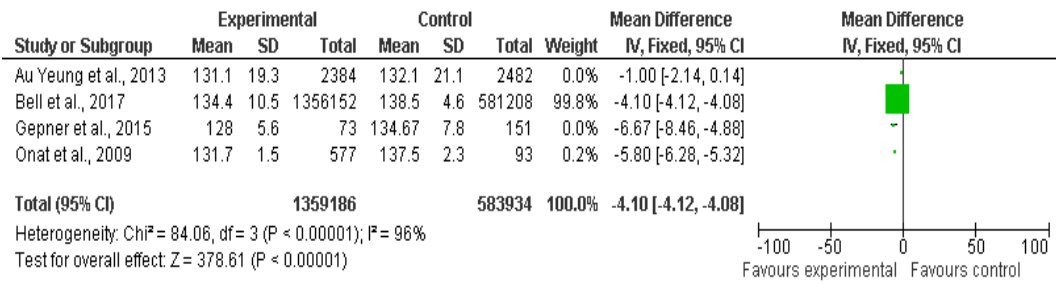 Experimental Control Mean Difference Mean Difference
Study or Subgroup Mean SD Total Mean SD Total Weight IV, Fixed, 95% CI IV, Fixed, 95% CI
Au Yeung et al., 2013 131.1 19.3 2384 132.1 21.1 2482 0.0% -1.00 [-2.14, 0.14]
Bell et al., 2017 134.4 10.5 1356152 138.5 4.6 581208 99.8% -4.10 [-4.12, -4.08]
Gepner et al., 2015 128 5.6 73 134.67 7.8 151 0.0% -6.67 [-8.46, -4.88]
Onat et al., 2009 131.7 1.5 577 137.5 2.3 93 0.2% -5.80 [-6.28, -5.32]
Total (95% CI) 1359186 583934 100.0% -4.10 [-4.12, -4.08]
Heterogeneity: Chi² = 84.06, df = 3 (P < 0.00001); I² = 96%
Test for overall effect: Z = 378.61 (P < 0.00001)
-100 -50 0 50 100
Favours experimental Favours control